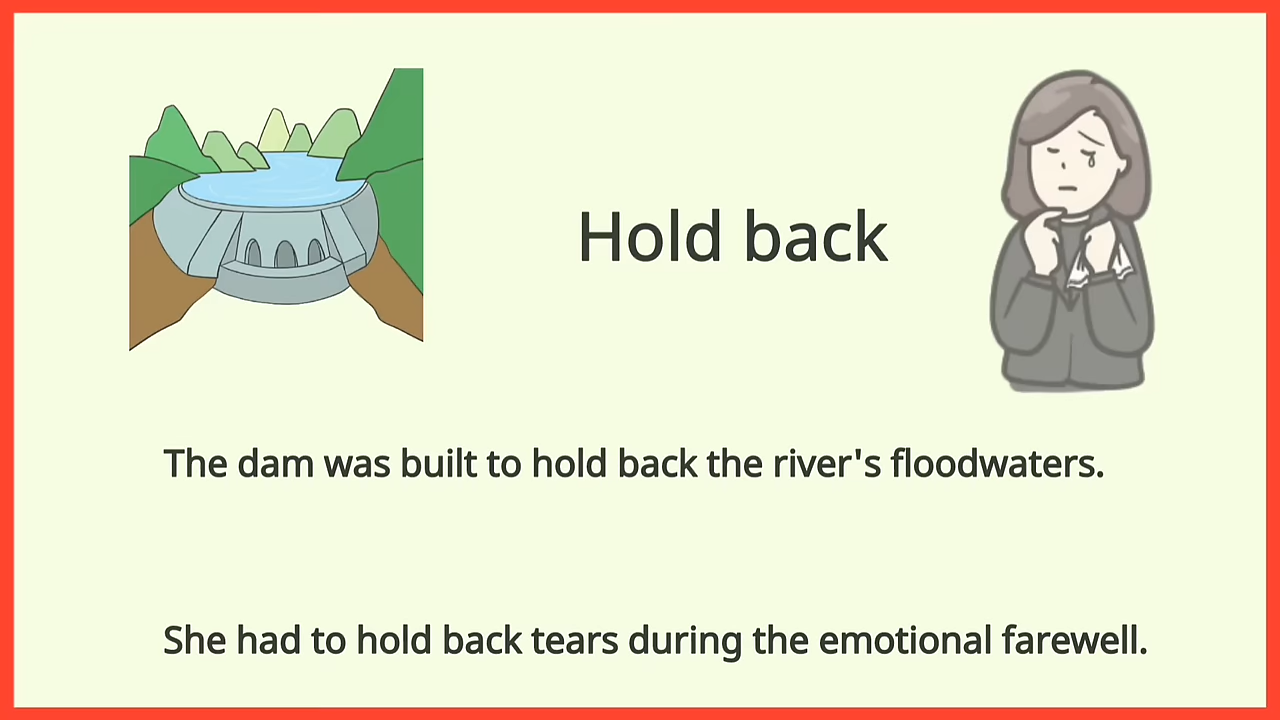 Hold back
The dam was built to hold back the river's floodwaters.
She had to hold back tears during the emotional farewell.